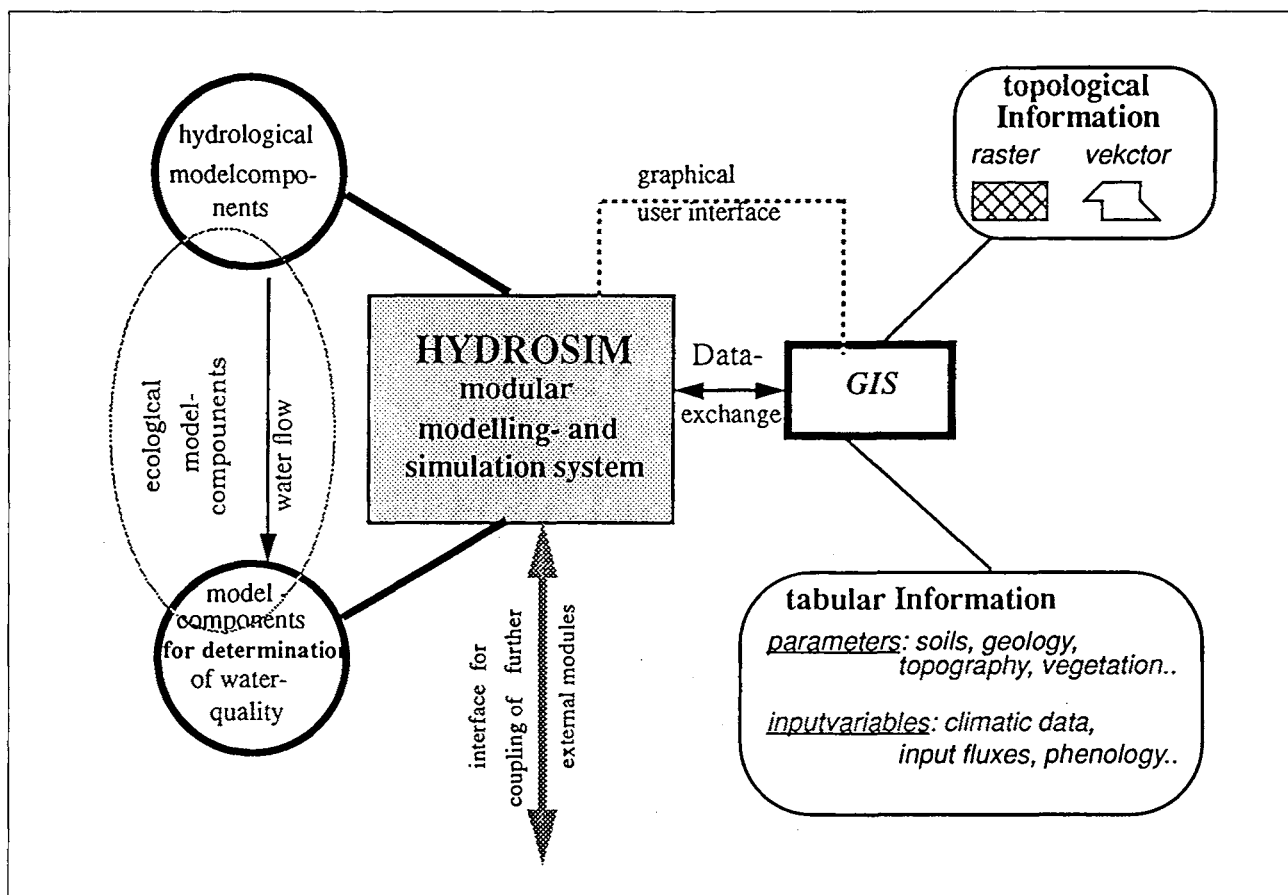 hydrological
modelcompo-
nents
ecological
model-
compounents
water flow
model -
components
for determination
of water-
quality
HYDROSIM
modular
modelling- and
simulation system
interface for
coupling of further
external modules
graphical
user interface
Data-
exchange
GIS
topological
Information
raster vekctor
tabular Information
parameters: soils, geology,
topography, vegetation..
inputvariables: climatic data,
input fluxes, phenology..